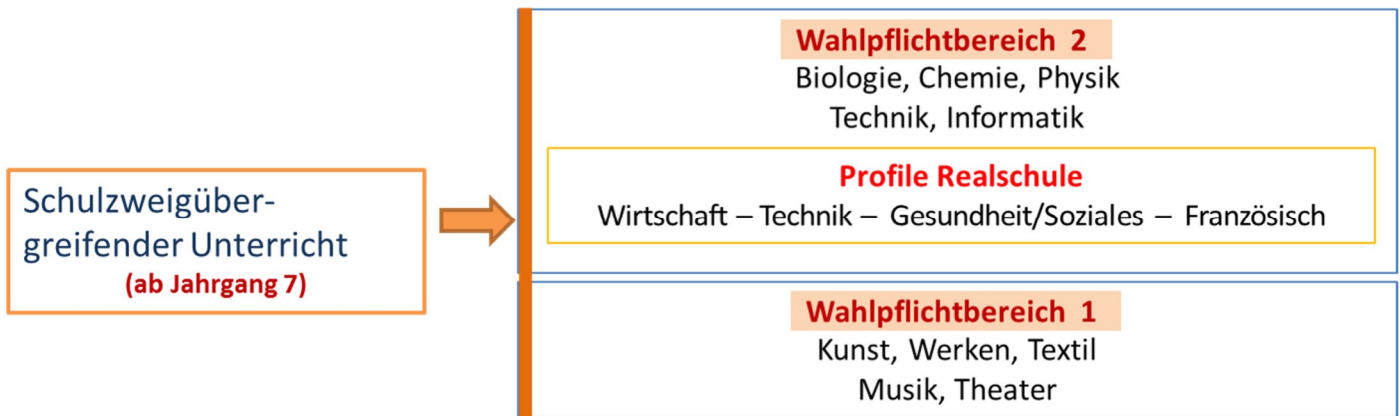 Schulzweigüber-
greifender Unterricht
(ab Jahrgang 7)
Wahlpflichtbereich 2
Biologie, Chemie, Physik
Technik, Informatik
Profile Realschule
Wirtschaft – Technik – Gesundheit/Soziales – Französisch
Wahlpflichtbereich 1
Kunst, Werken, Textil
Musik, Theater